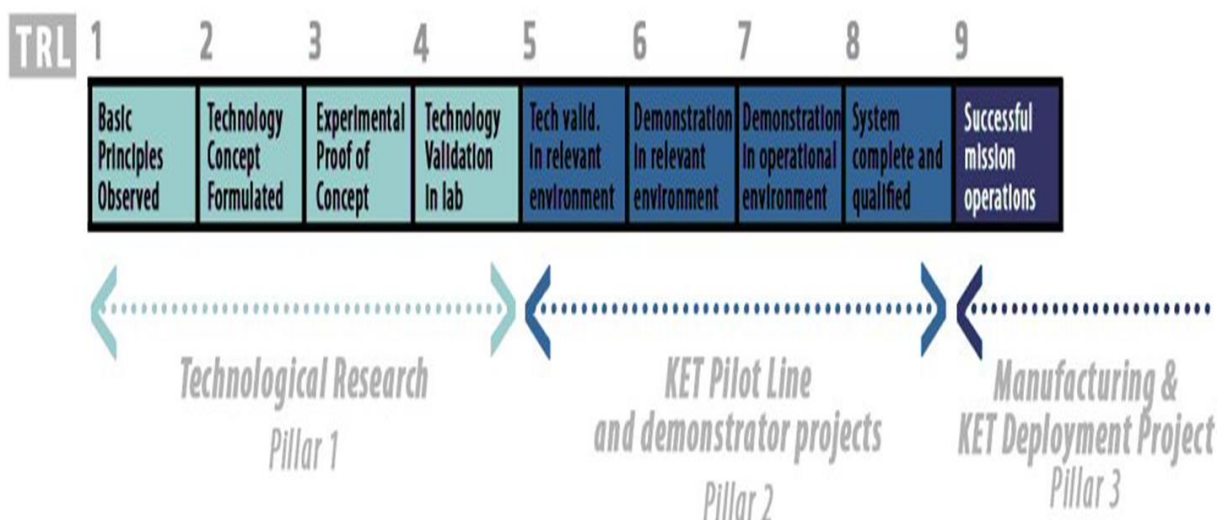 TRL 1 2 3 4 5 6 7 8 9
Basic
Principles
Observed
Technology
Concept
Formulated
Experimental
Proof of
Concept
Technology
Validation
in lab
Tech valid.
in relevant
environment
Demonstration
in relevant
environment
Demonstration
in operational
environment
System
complete and
qualified
Successful
mission
operations
Technological Research
Pillar 1
KET Pilot Line
and demonstrator projects
Pillar 2
Manufacturing &
KET Deployment Project
Pillar 3